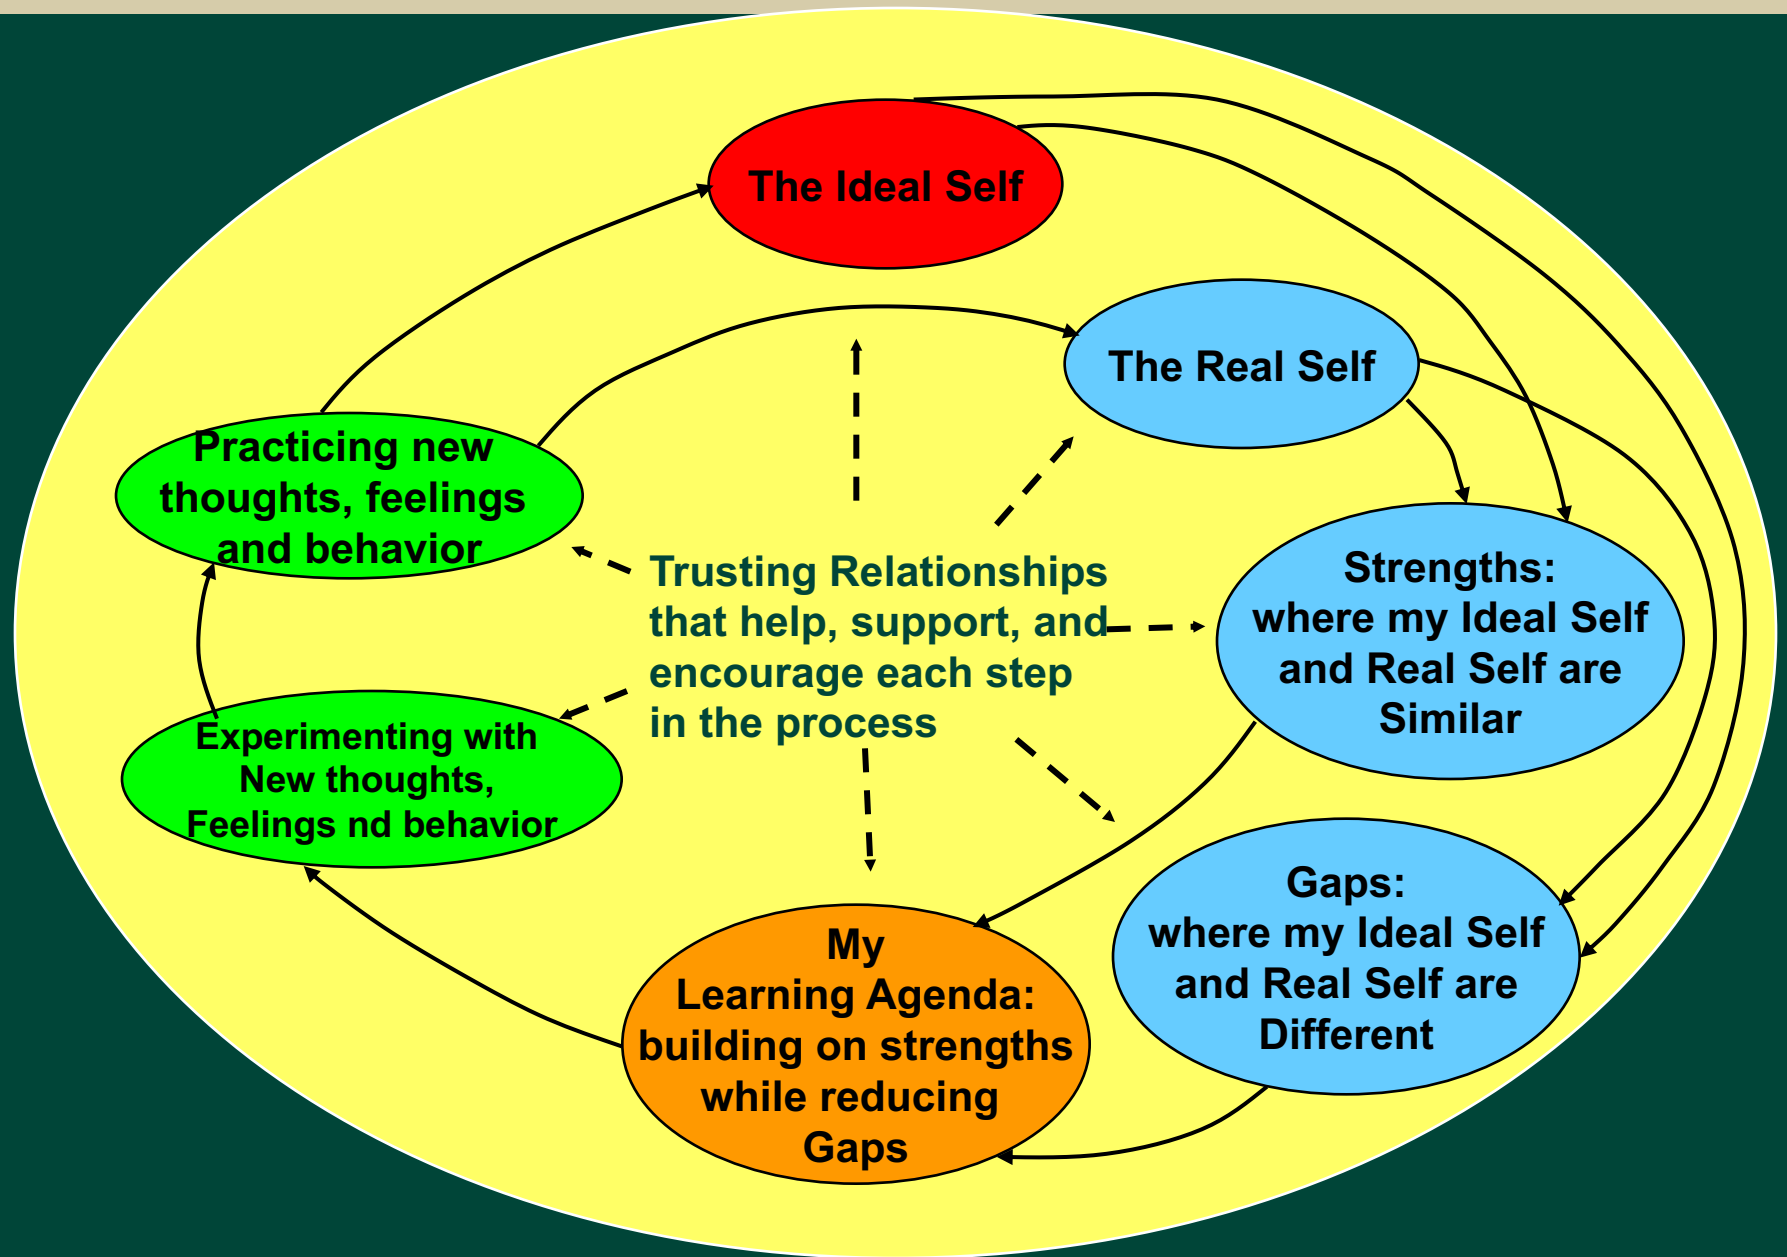 The Ideal Self
The Real Self
Practicing new
thoughts, feelings
and behavior
Trusting Relationships
that help, support, and
encourage each step
in the process
Strengths:
where my Ideal Self
and Real Self are
Similar
Experimenting with
New thoughts,
Feelings nd behavior
Gaps:
where my Ideal Self
and Real Self are
Different
My
Learning Agenda:
building on strengths
while reducing
Gaps